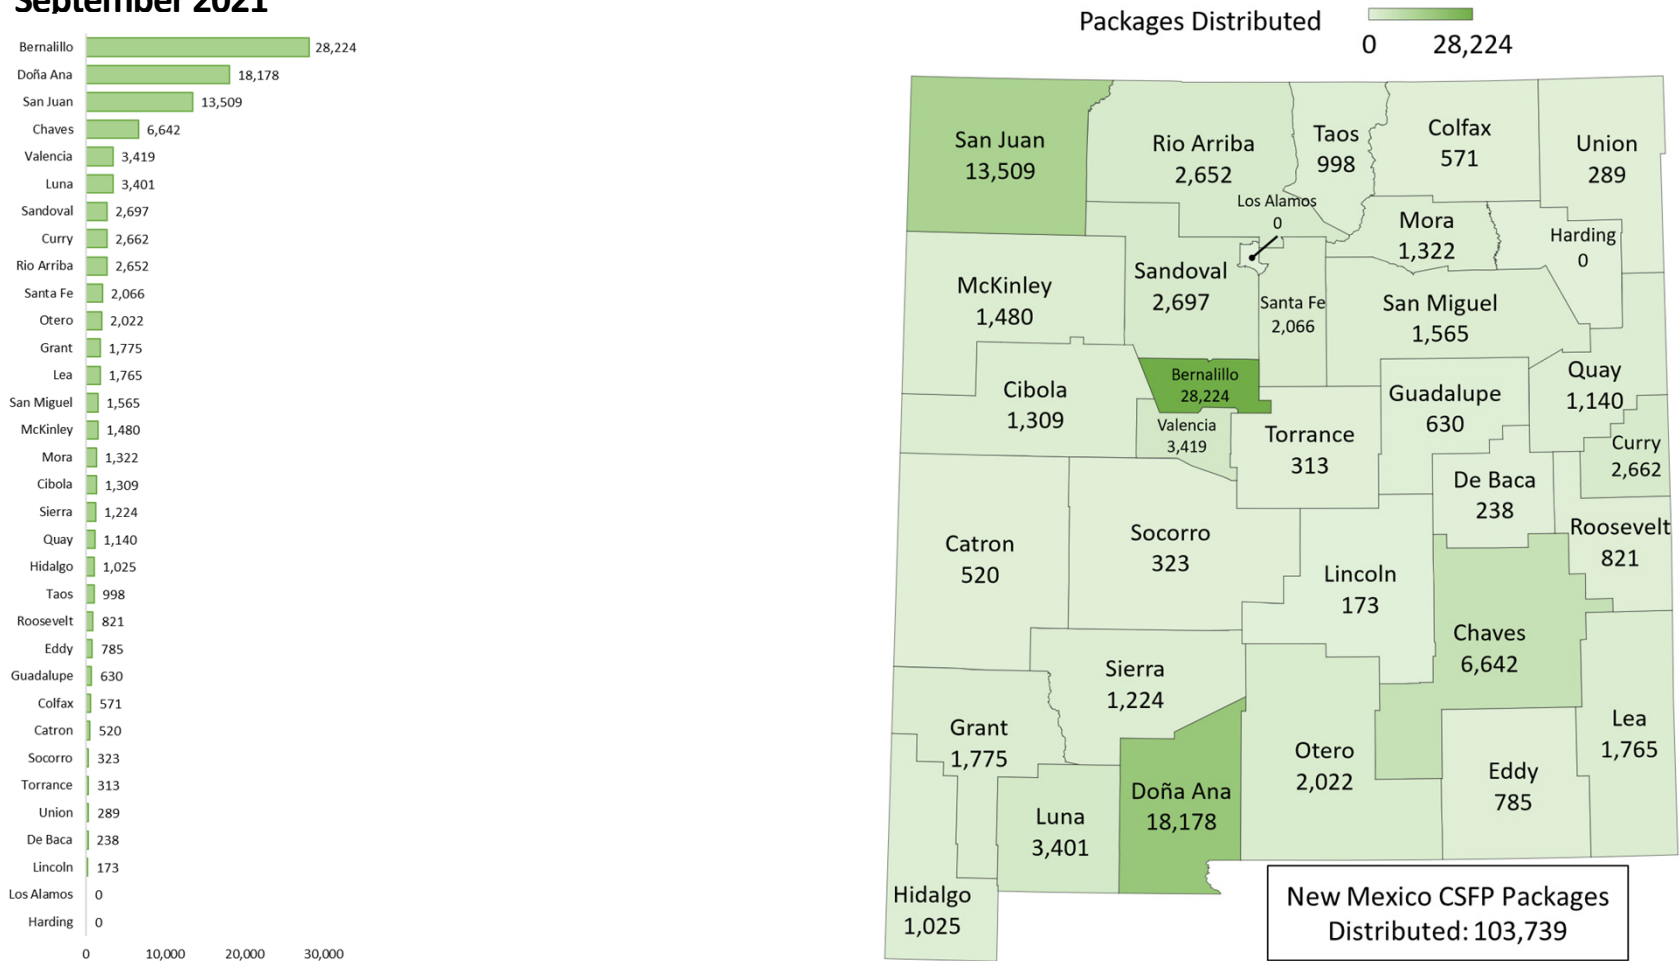 September 2021
Bernalillo 28,224
Doña Ana 18,178
San Juan 13,509
Chaves 6,642
Valencia 3,419
Luna 3,401
Sandoval 2,697
Curry 2,662
Rio Arriba 2,652
Santa Fe 2,066
Otero 2,022
Grant 1,775
Lea 1,765
San Miguel 1,565
McKinley 1,480
Mora 1,322
Cibola 1,309
Sierra 1,224
Quay 1,140
Hidalgo 1,025
Taos 998
Roosevelt 821
Eddy 785
Guadalupe 630
Colfax 571
Catron 520
Socorro 323
Torrance 313
Union 289
De Baca 238
Lincoln 173
Los Alamos 0
Harding 0
0 10,000 20,000 30,000
Packages Distributed
0 28,224
San Juan
13,509
Rio Arriba
2,652
Taos
998
Colfax
571
Union
289
Los Alamos
0
Mora
1,322
Harding
0
McKinley
1,480
Sandoval
2,697
Santa Fe
2,066
San Miguel
1,565
Bernalillo
28,224
Cibola
1,309
Valencia
3,419
Torrance
313
Guadalupe
630
Quay
1,140
Curry
2,662
De Baca
238
Roosevelt
821
Catron
520
Socorro
323
Lincoln
173
Chaves
6,642
Sierra
1,224
Grant
1,775
Luna
3,401
Doña Ana
18,178
Otero
2,022
Eddy
785
Lea
1,765
Hidalgo
1,025
New Mexico CSFP Packages
Distributed: 103,739